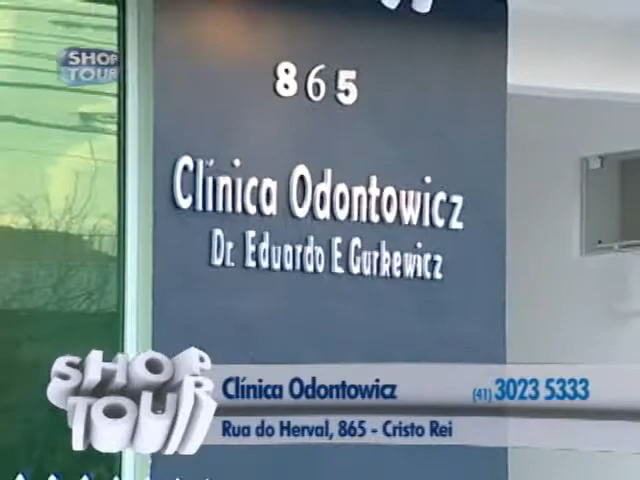 SHOP
TOUR
865
Clínica Odontowicz
Dr. Eduardo E Gurkewicz
SHOP
TOUR
Clínica Odontowicz (41) 3023 5333
Rua do Herval, 865 - Cristo Rei